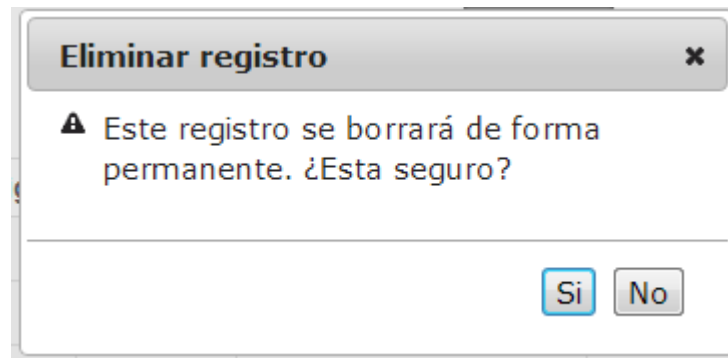 Eliminar registro
Este registro se borrará de forma
permanente. ¿Esta seguro?
Si No